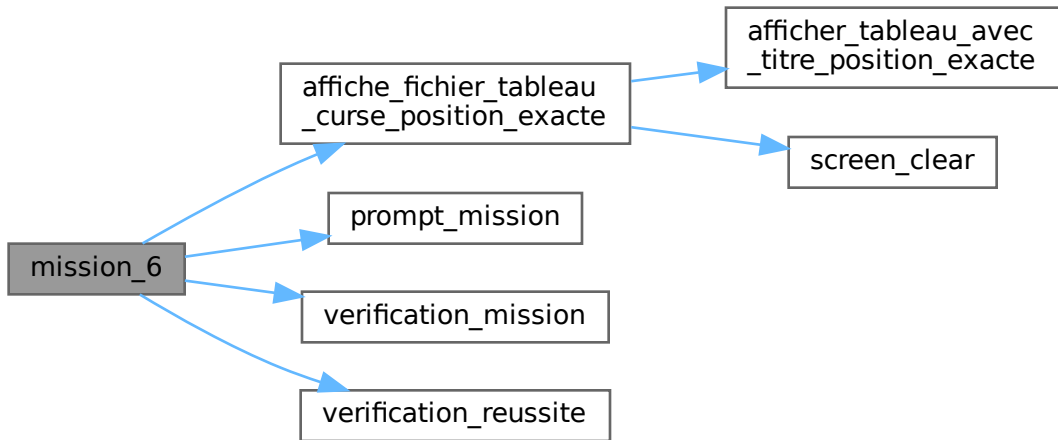 afficher_tableau_avec
_titre_position_exacte
affiche_fichier_tableau
_curse_position_exacte
screen_clear
prompt_mission
mission_6
verification_mission
verification_reussite